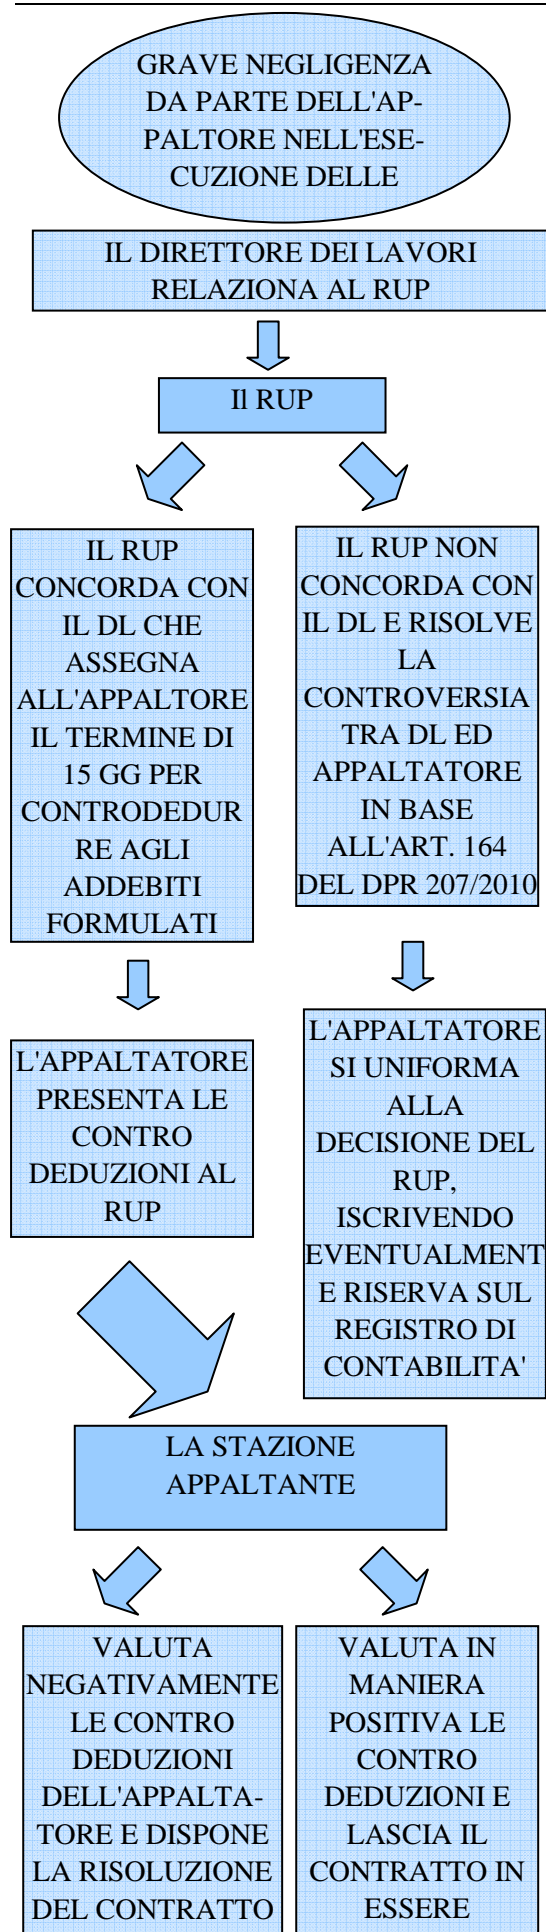 GRAVE NEGLIGENZA
DA PARTE DELL'AP-
PALTORE NELL'ESE-
CUZIONE DELLE
IL DIRETTORE DEI LAVORI
RELAZIONA AL RUP
Il RUP
IL RUP
CONCORDA CON
IL DL CHE
ASSEGNA
ALL'APPALTORE
IL TERMINE DI
15 GG PER
CONTRODEDUR
RE AGLI
ADDEBITI
FORMULATI
IL RUP NON
CONCORDA CON
IL DL E RISOLVE
LA
CONTROVERSIA
TRA DL ED
APPALTATORE
IN BASE
ALL'ART. 164
DEL DPR 207/2010
L'APPALTATORE
PRESENTA LE
CONTRO
DEDUZIONI AL
RUP
L'APPALTATORE
SI UNIFORMA
ALLA
DECISIONE DEL
RUP,
ISCRIVENDO
EVENTUALMENT
E RISERVA SUL
REGISTRO DI
CONTABILITA'
LA STAZIONE
APPALTANTE
VALUTA
NEGATIVAMENTE
LE CONTRO
DEDUZIONI
DELL'APPALTA-
TORE E DISPONE
LA RISOLUZIONE
DEL CONTRATTO
VALUTA IN
MANIERA
POSITIVA LE
CONTRO
DEDUZIONI E
LASCIA IL
CONTRATTO IN
ESSERE